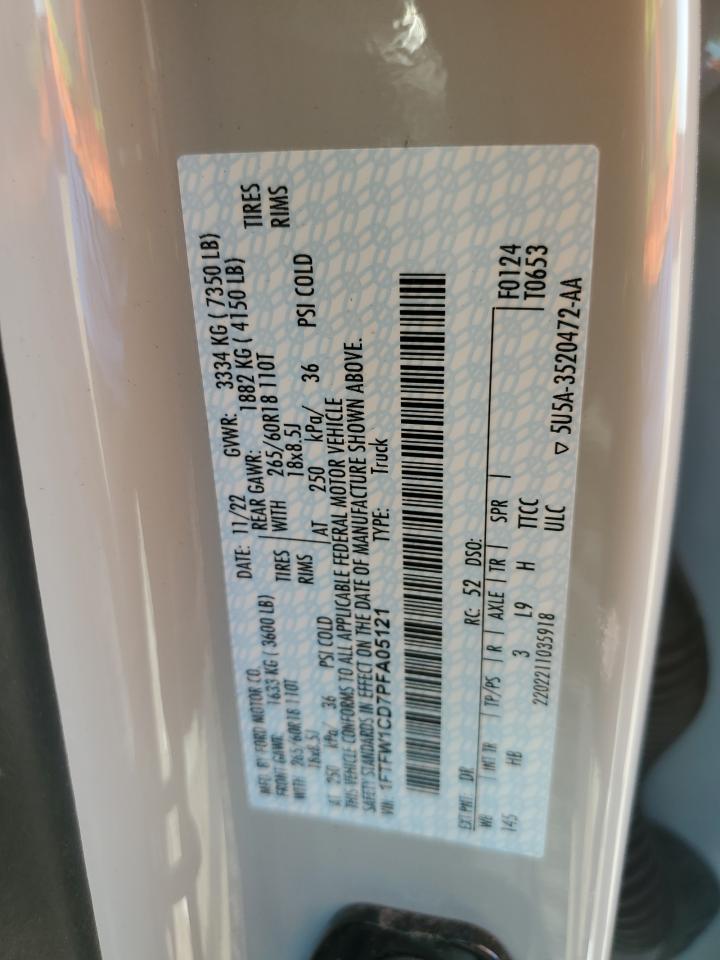 MFD. BY FORD MOTOR CO. DATE: 11/22 GVWR: 3334 KG ( 7350 LB)
FRONT GAWR: 1633 KG ( 3600 LB) REAR GAWR: 1882 KG ( 4150 LB)
WITH 265/60R18 110T TIRES WITH 265/60R18 110T TIRES
18x8.5J RIMS 18x8.5J RIMS
AT 250 kPa/ 36 PSI COLD AT 250 kPa/ 36 PSI COLD
THIS VEHICLE CONFORMS TO ALL APPLICABLE FEDERAL MOTOR VEHICLE
SAFETY STANDARDS IN EFFECT ON THE DATE OF MANUFACTURE SHOWN ABOVE.
VIN: 1FTFW1CD7PFA05121 TYPE: Truck
EXT PNT: DR RC: 52 DSO: F0124
WB INT TR TP/PS R AXLE TR SPR T0653
145 HB 3 L9 H TTCC
2202211035918 ULC ▽ 5U5A-3520472-AA